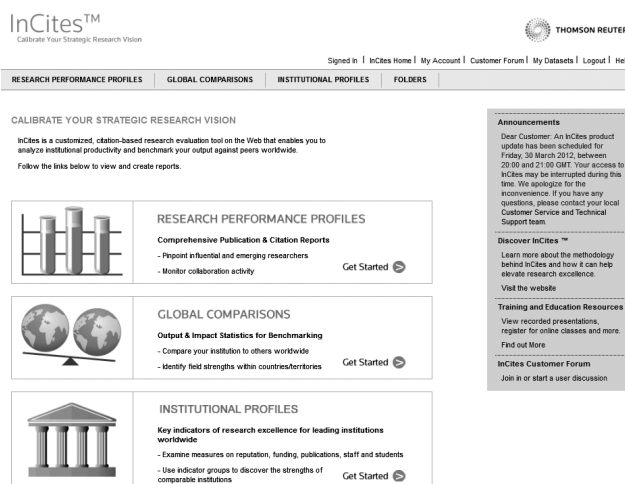 InCites™
Calibrate Your Strategic Research Vision
THOMSON REUTER
Signed In | InCites Home | My Account | Customer Forum | My Datasets | Logout | Hel
RESEARCH PERFORMANCE PROFILES GLOBAL COMPARISONS INSTITUTIONAL PROFILES FOLDERS
CALIBRATE YOUR STRATEGIC RESEARCH VISION
InCites is a customized, citation-based research evaluation tool on the Web that enables you to
analyze institutional productivity and benchmark your output against peers worldwide.
Follow the links below to view and create reports.
RESEARCH PERFORMANCE PROFILES
Comprehensive Publication & Citation Reports
- Pinpoint influential and emerging researchers
- Monitor collaboration activity
Get Started
GLOBAL COMPARISONS
Output & Impact Statistics for Benchmarking
- Compare your institution to others worldwide
- Identify field strengths within countries/territories
Get Started
INSTITUTIONAL PROFILES
Key indicators of research excellence for leading institutions
worldwide
- Examine measures on reputation, funding, publications, staff and students
- Use indicator groups to discover the strengths of
comparable institutions
Get Started
Announcements
Dear Customer: An InCites product
update has been scheduled for
Friday, 30 March 2012, between
20:00 and 21:00 GMT. Your access to
InCites may be interrupted during this
time. We apologize for the
inconvenience. If you have any
questions, please contact your local
Customer Service and Technical
Support team.
Discover InCites ™
Learn more about the methodology
behind InCites and how it can help
elevate research excellence.
Visit the website
Training and Education Resources
View recorded presentations,
register for online classes and more.
Find out More
InCites Customer Forum
Join in or start a user discussion